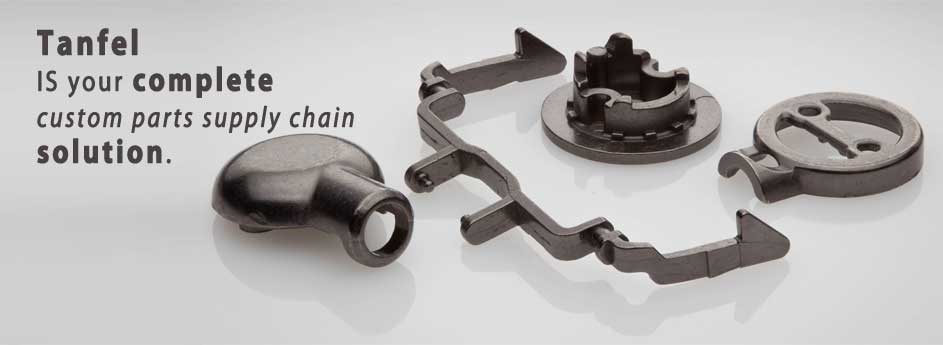 Tanfel
IS your complete
custom parts supply chain
solution.